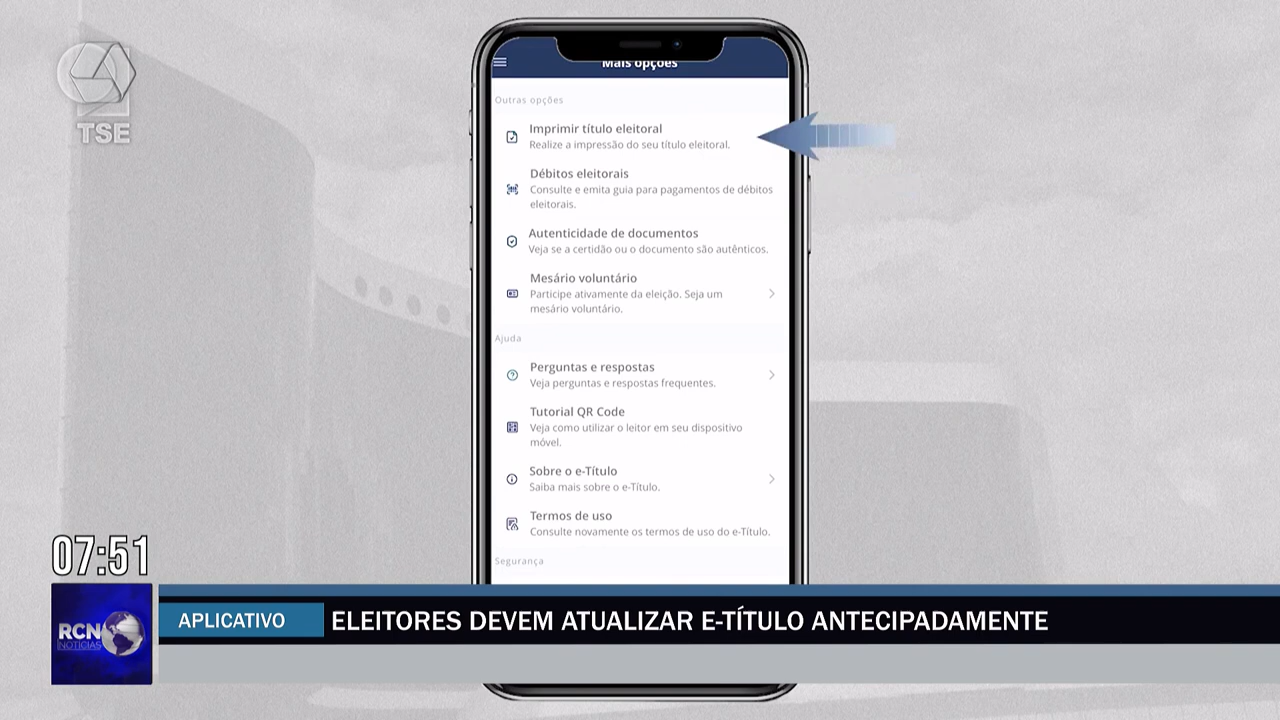 TSE
Mais opções
Outras opções
Imprimir título eleitoral
Realize a impressão do seu título eleitoral.
Débitos eleitorais
Consulte e emita guia para pagamentos de débitos
eleitorais.
Autenticidade de documentos
Veja se a certidão ou o documento são autênticos.
Mesário voluntário
Participe ativamente da eleição. Seja um
mesário voluntário.
Ajuda
Perguntas e respostas
Veja perguntas e respostas frequentes.
Tutorial QR Code
Veja como utilizar o leitor em seu dispositivo
móvel.
Sobre o e-Título
Saiba mais sobre o e-Título.
Termos de uso
Consulte novamente os termos de uso do e-Título.
Segurança
07:51
RCN
NOTÍCIAS
APLICATIVO
ELEITORES DEVEM ATUALIZAR E-TÍTULO ANTECIPADAMENTE